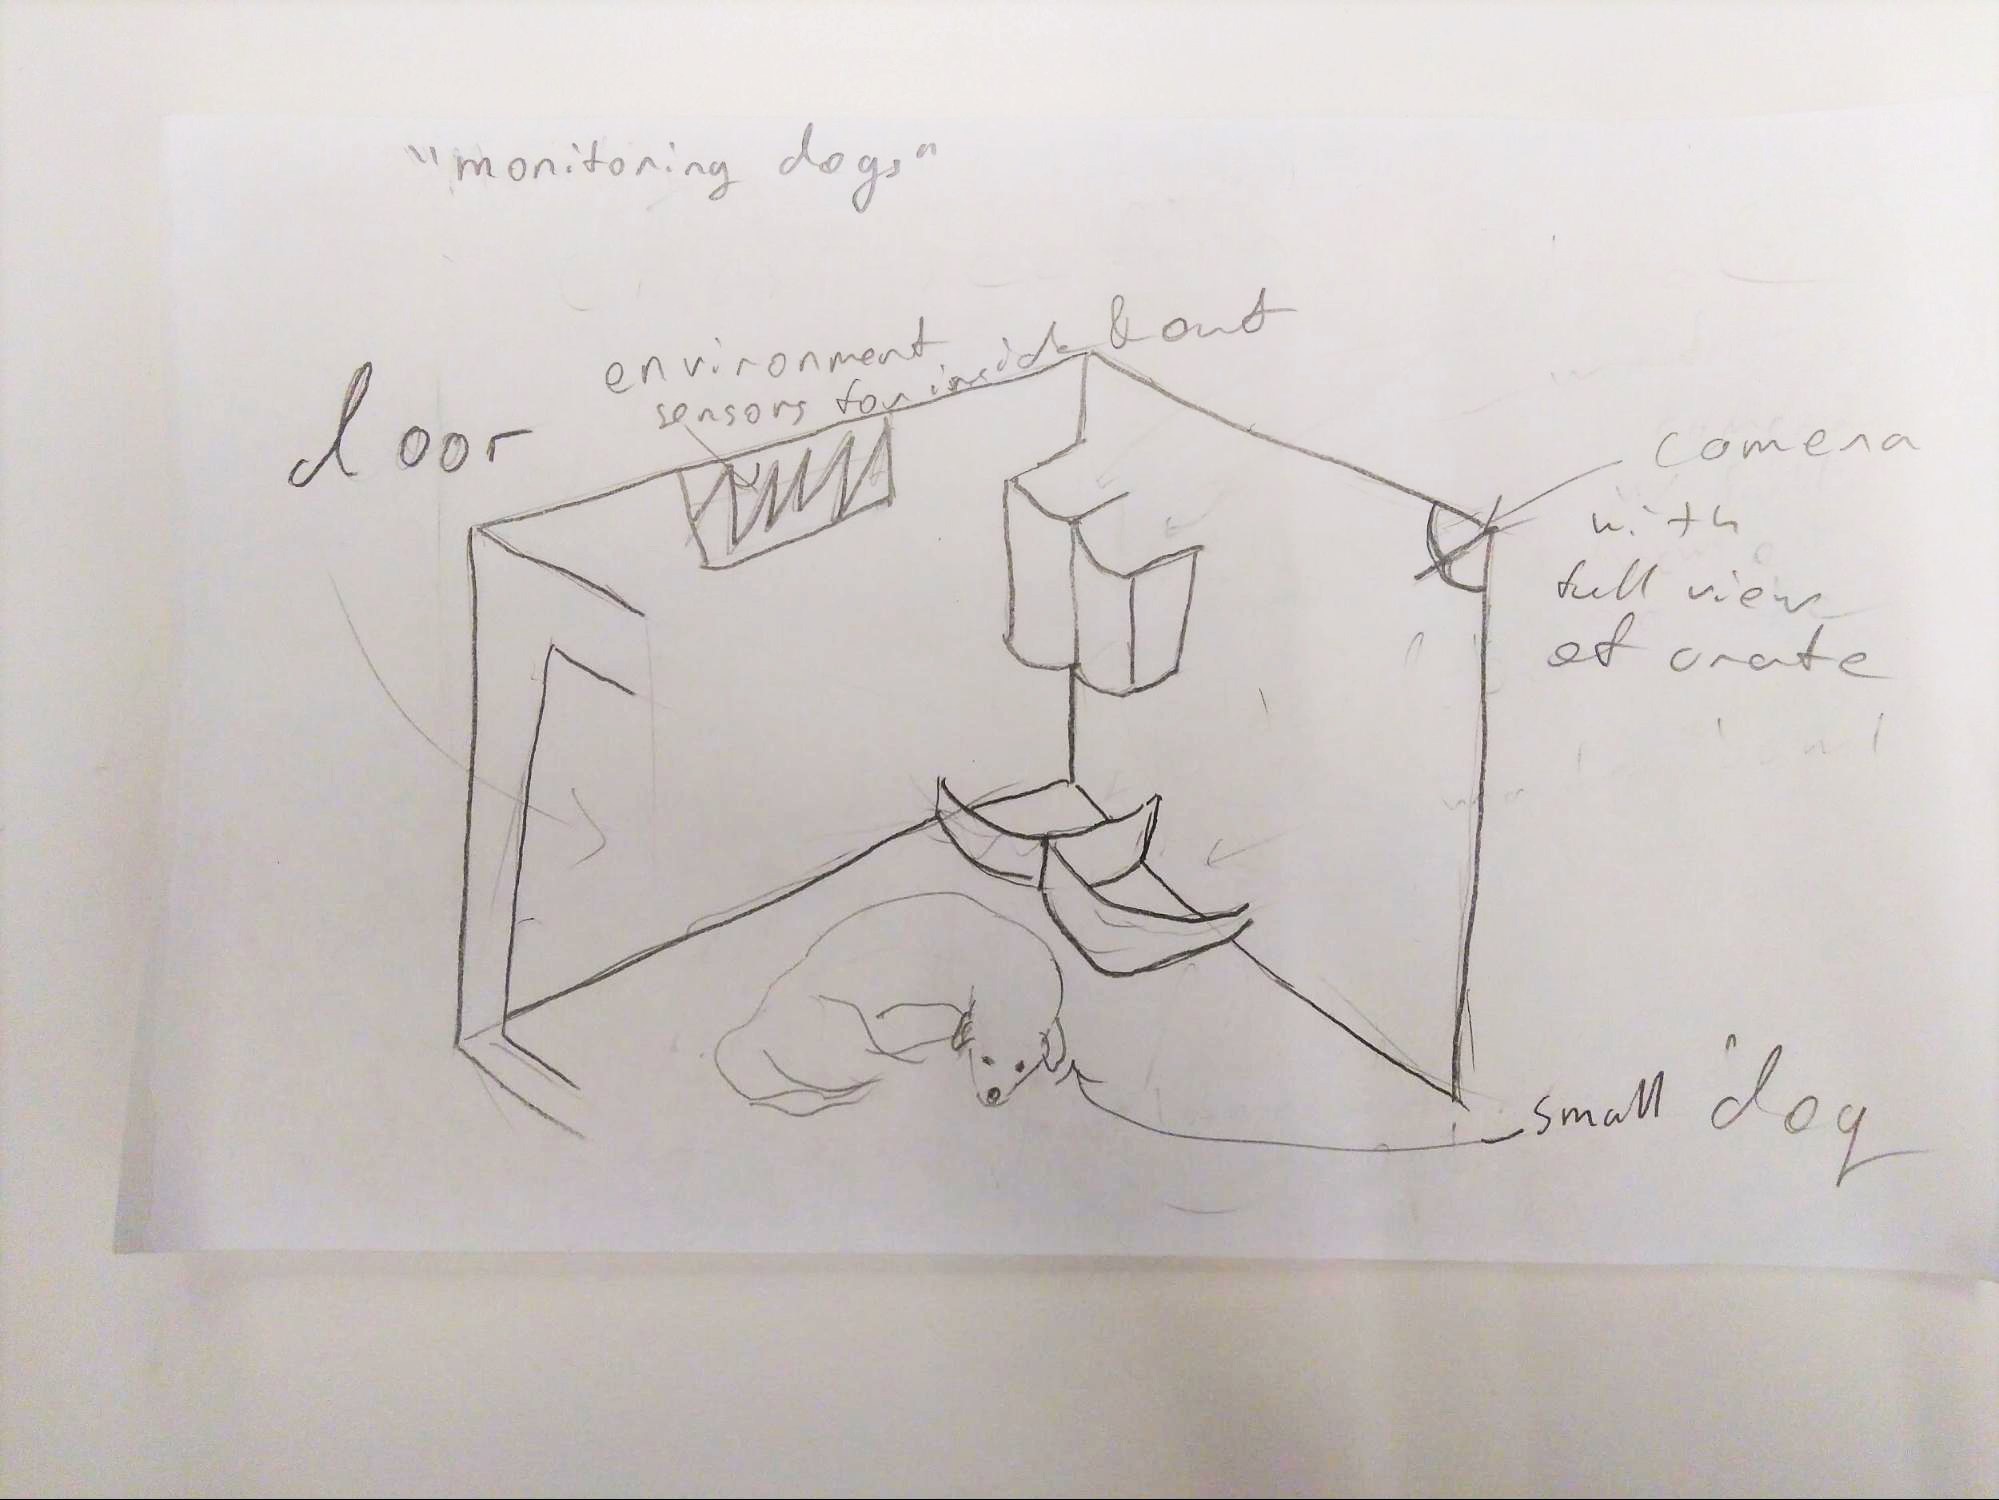 "monitoring dogs"
environment
sensors for inside & out
door
camera
with
full view
of crate
small dog